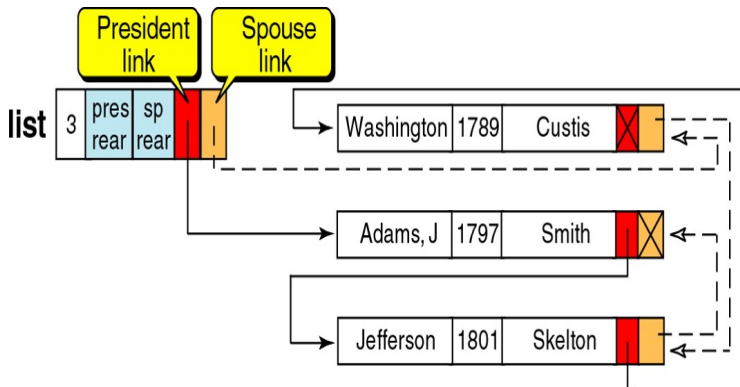 President
link
Spouse
link
list 3 pres rear sp rear
Washington 1789 Custis
Adams, J 1797 Smith
Jefferson 1801 Skelton